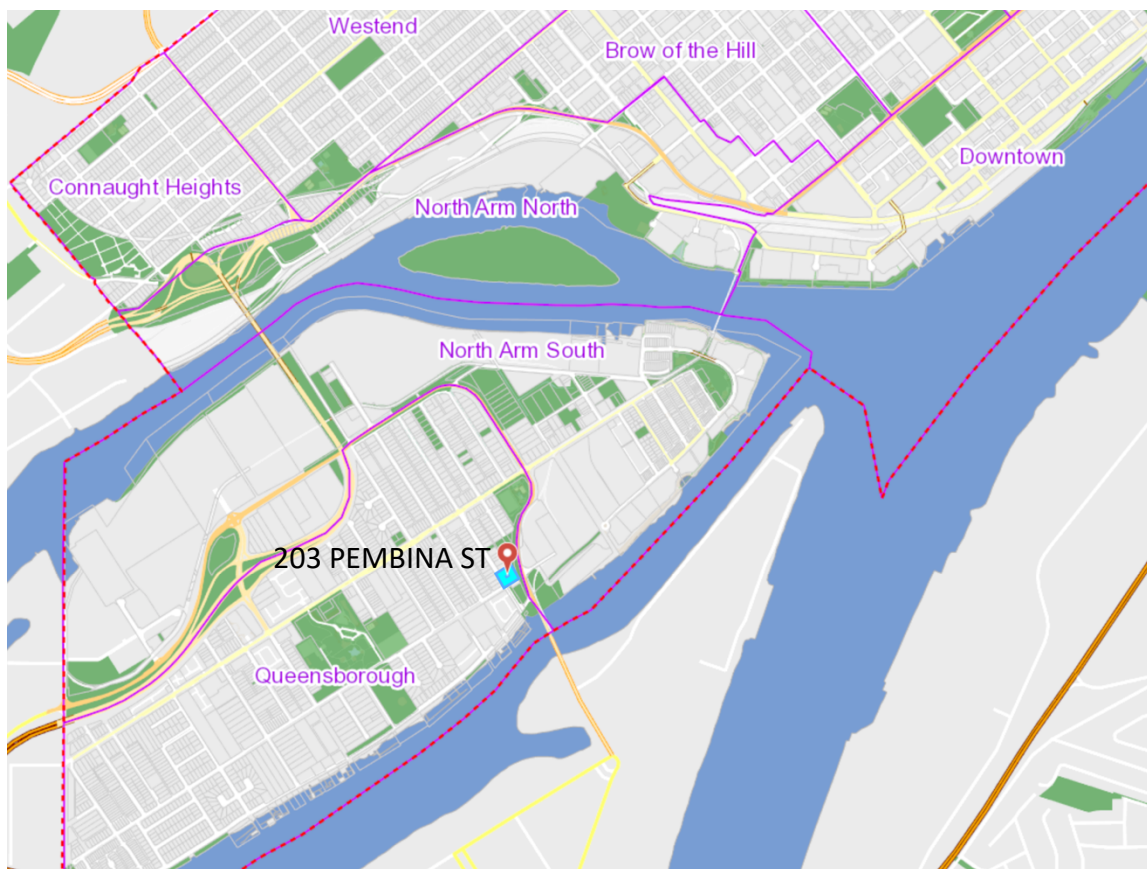 Westend
Brow of the Hill
Downtown
Connaught Heights
North Arm North
North Arm South
203 PEMBINA ST
Queensborough